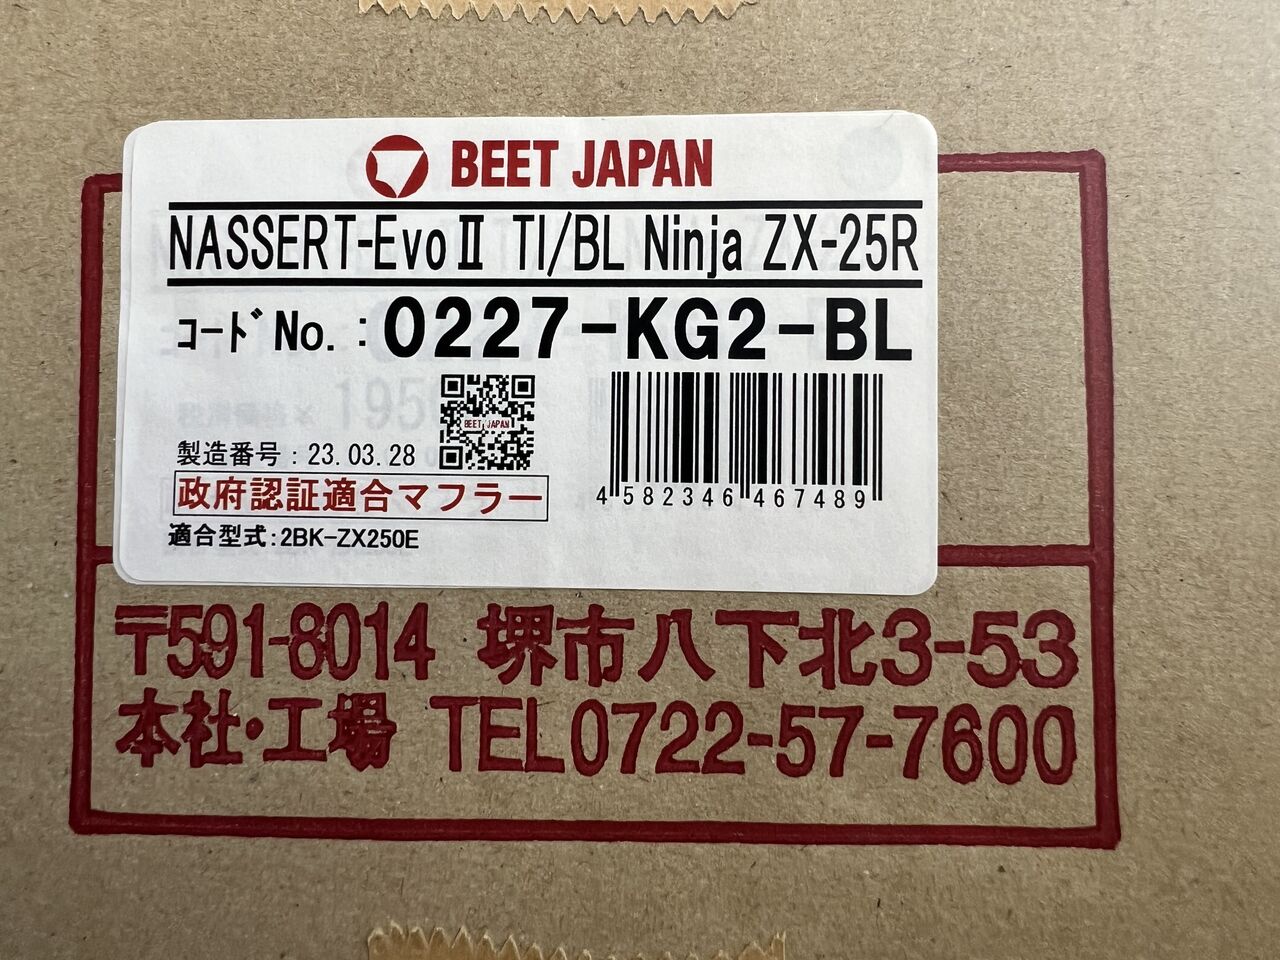 BEET JAPAN
NASSERT-EvoⅡ TI/BL Ninja ZX-25R
コードNo.:0227-KG2-BL
BEET JAPAN
製造番号:23.03.28
政府認証適合マフラー
4 582346 467489
適合型式:2BK-ZX250E
〒591-8014 堺市八下北3-53
本社・工場 TEL0722-57-7600